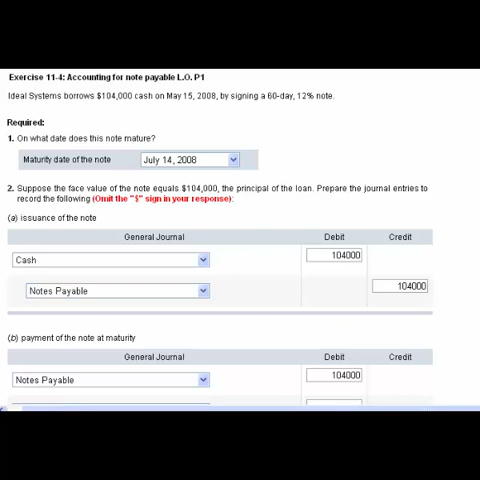 Exercise 11-4: Accounting for note payable L.O. P1
Ideal Systems borrows $104,000 cash on May 15, 2008, by signing a 60-day, 12% note.
Required:
1. On what date does this note mature?
Maturity date of the note July 14, 2008
2. Suppose the face value of the note equals $104,000, the principal of the loan. Prepare the journal entries to
record the following (Omit the "$" sign in your response):
(a) issuance of the note
General Journal Debit Credit
Cash 104000
Notes Payable 104000
(b) payment of the note at maturity
General Journal Debit Credit
Notes Payable 104000